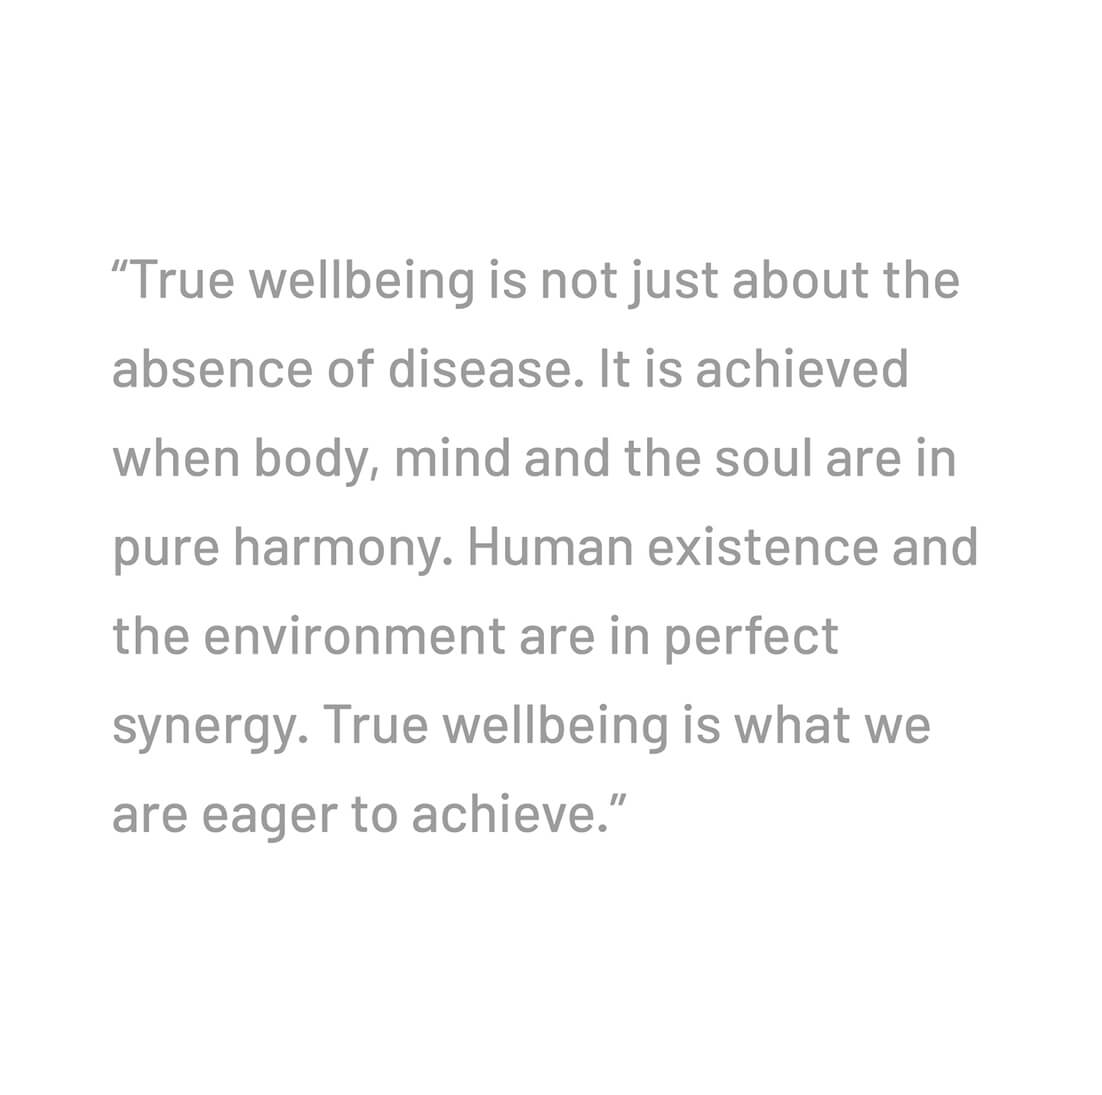 “True wellbeing is not just about the
absence of disease. It is achieved
when body, mind and the soul are in
pure harmony. Human existence and
the environment are in perfect
synergy. True wellbeing is what we
are eager to achieve.”